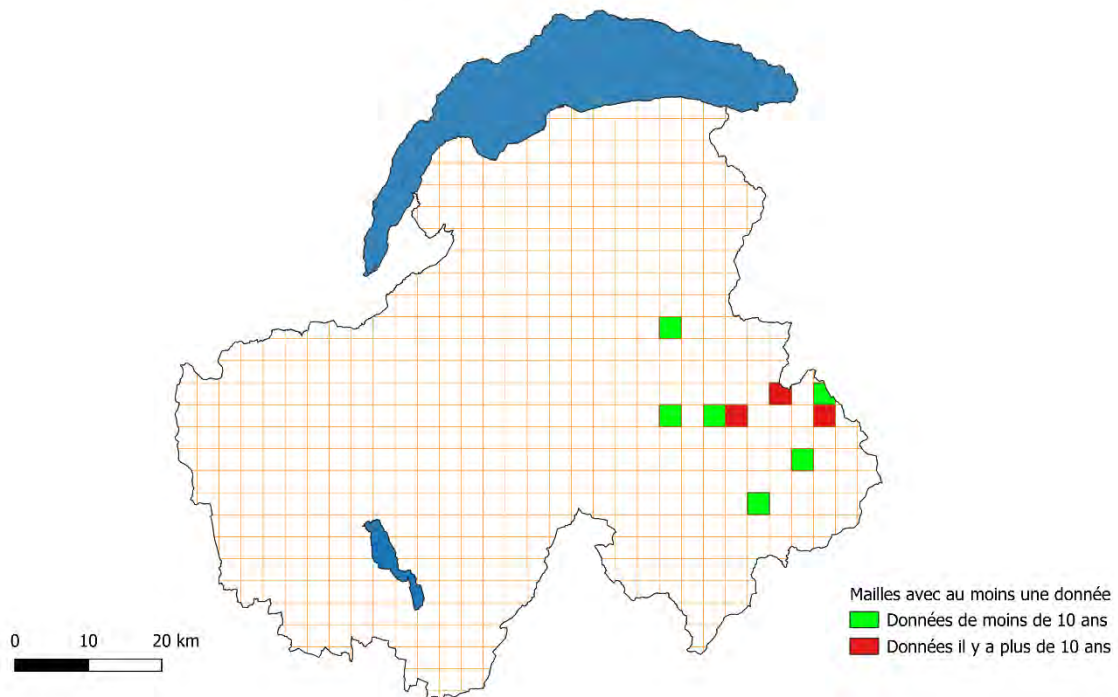 Mailles avec au moins une donnée
Données de moins de 10 ans
Données il y a plus de 10 ans
0 10 20 km